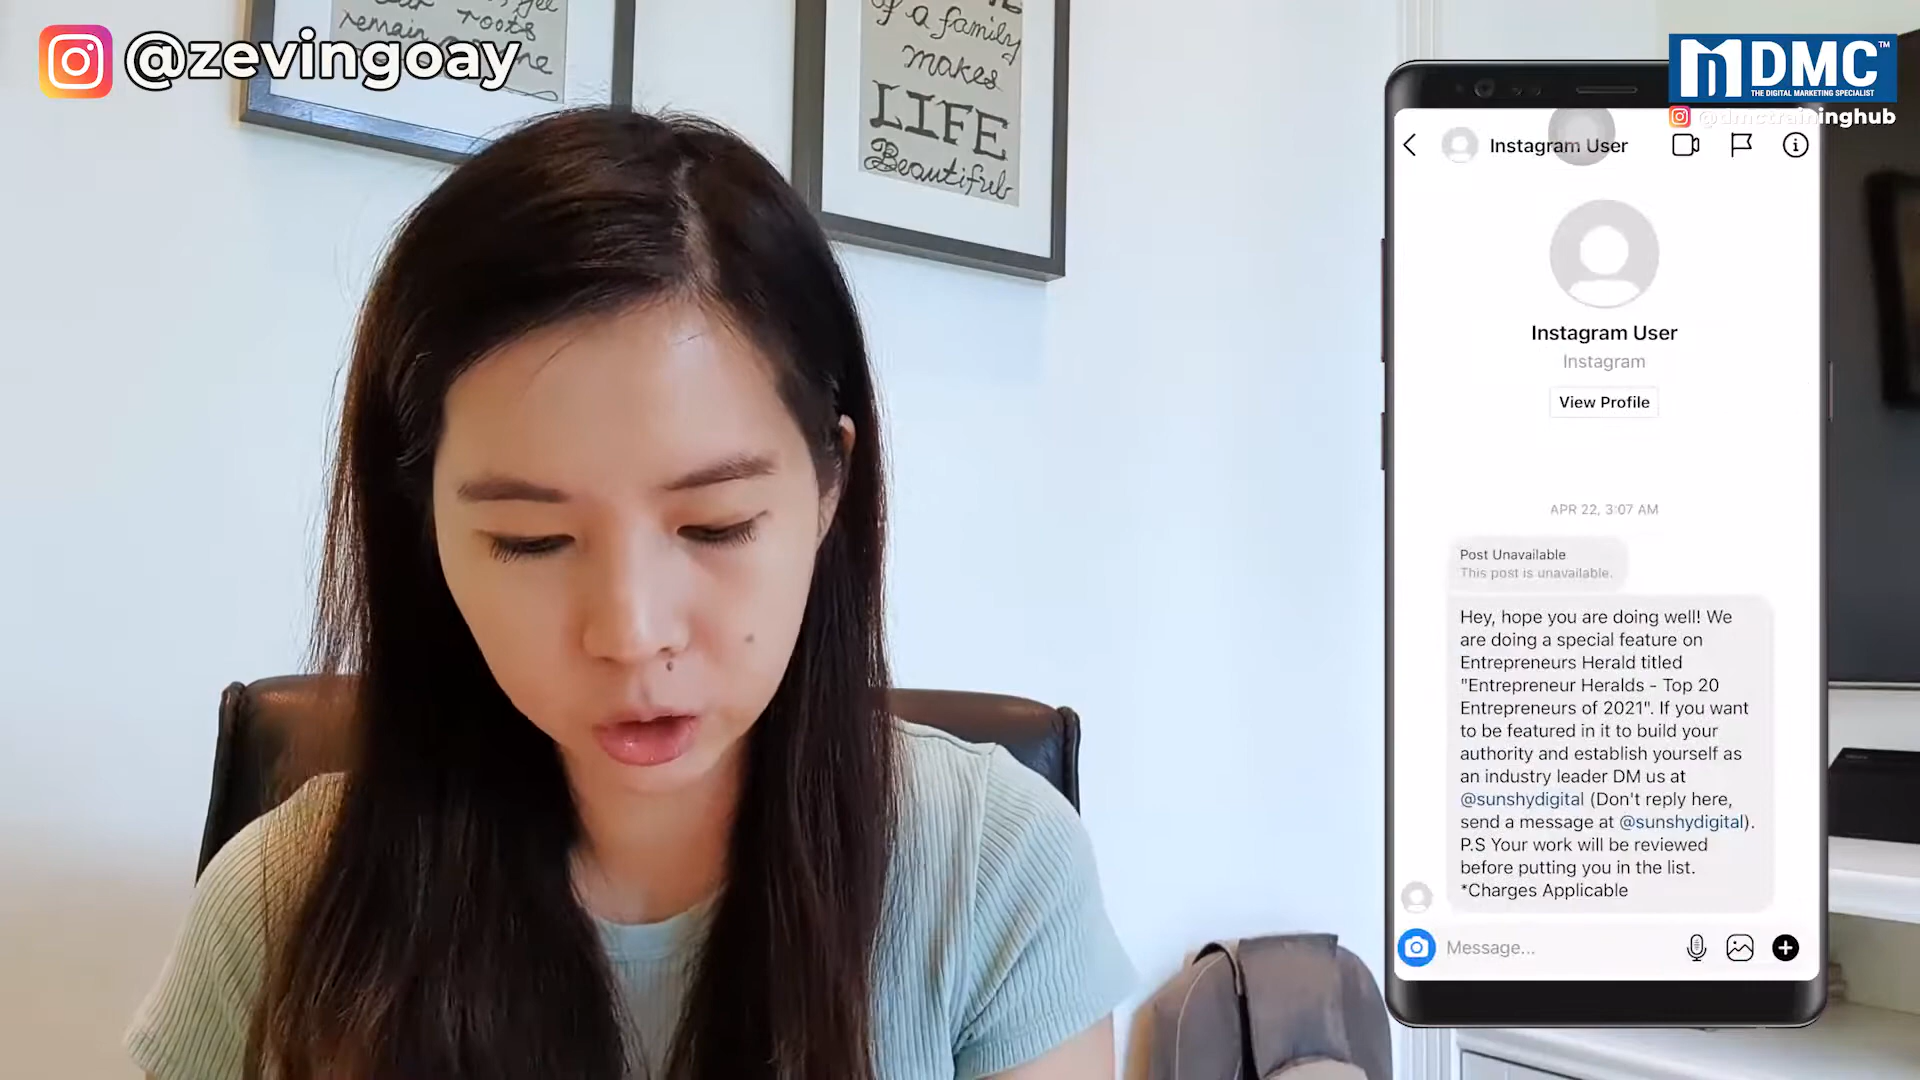 @zevingoay
remain
of a family
makes
LIFE
Beautiful
DMC™
THE DIGITAL MARKETING SPECIALIST
@dmctraininghub
Instagram User
Instagram User
Instagram
View Profile
APR 22, 3:07 AM
Post Unavailable
This post is unavailable.
Hey, hope you are doing well! We
are doing a special feature on
Entrepreneurs Herald titled
"Entrepreneur Heralds - Top 20
Entrepreneurs of 2021". If you want
to be featured in it to build your
authority and establish yourself as
an industry leader DM us at
@sunshydigital (Don't reply here,
send a message at @sunshydigital).
P.S Your work will be reviewed
before putting you in the list.
*Charges Applicable
Message...